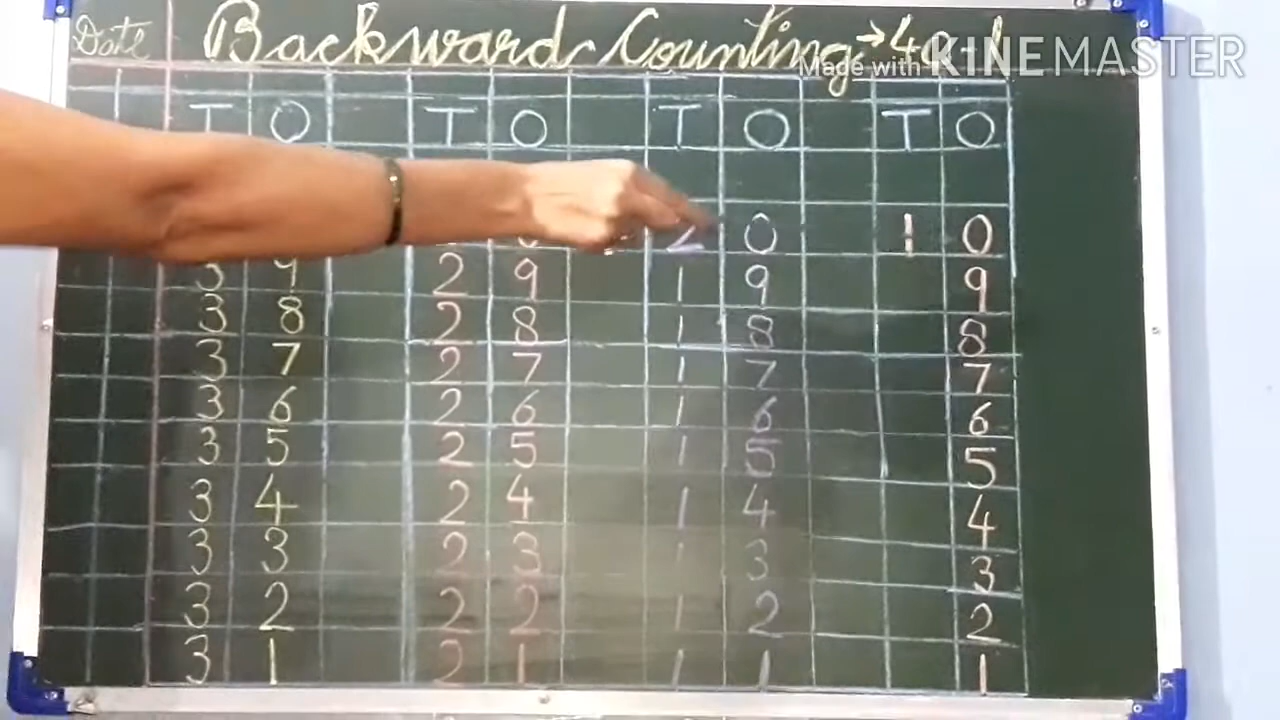 Date Backward Counting → 40-1
Made with KINEMASTER
T O T O T O T O
2 0 1 0
3 9 2 9 1 9 9
3 8 2 8 1 8 8
3 7 2 7 1 7 7
3 6 2 6 1 6 6
3 5 2 5 1 5 5
3 4 2 4 1 4 4
3 3 2 3 1 3 3
3 2 2 2 1 2 2
3 1 2 1 1 1 1